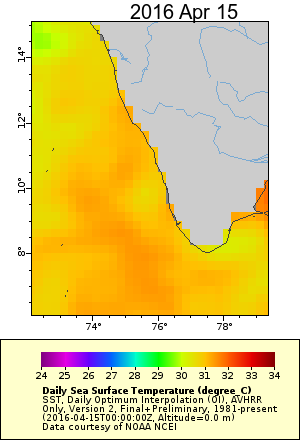 2016 Apr 15
14°
12°
10°
8°
74° 76° 78°
24 25 26 27 28 29 30 31 32 33 34
Daily Sea Surface Temperature (degree_C)
SST, Daily Optimum Interpolation (OI), AVHRR
Only, Version 2, Final+Preliminary, 1981-present
(2016-04-15T00:00:00Z, Altitude=0.0 m)
Data courtesy of NOAA NCEI